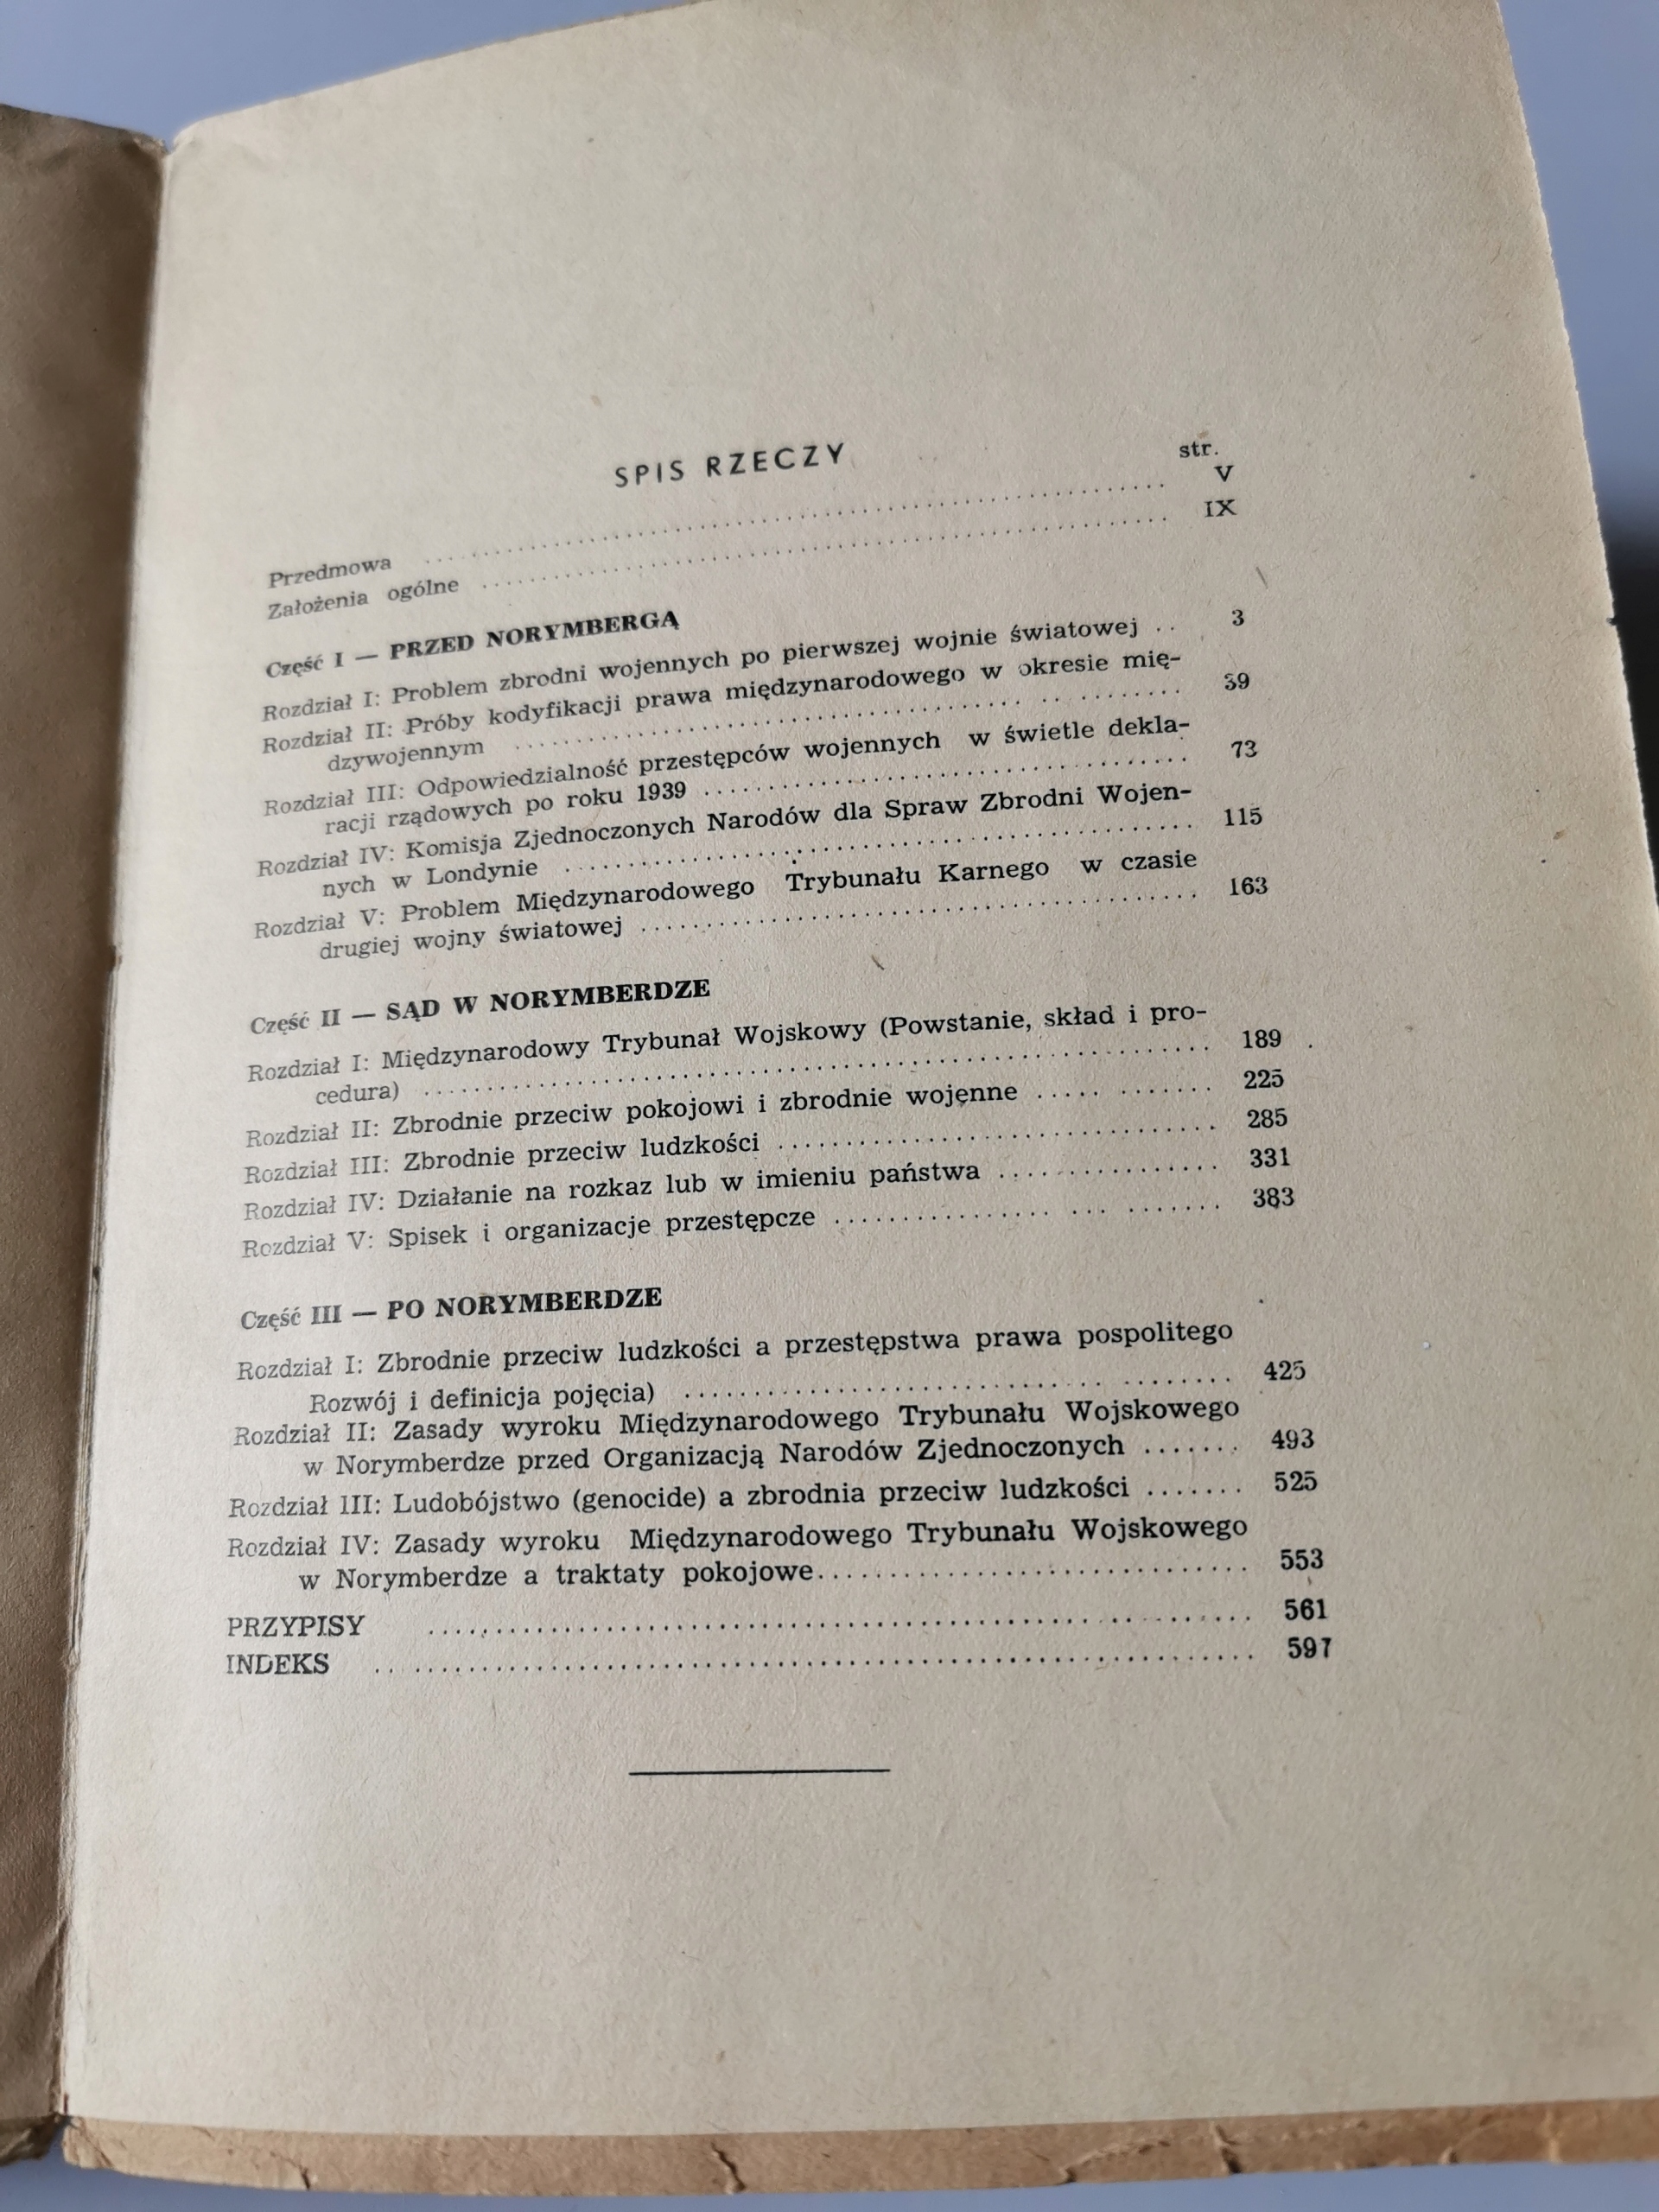 SPIS RZECZY
str.
Przedmowa ........ V
Założenia ogólne ........ IX
Część I — PRZED NORYMBERGĄ
Rozdział I: Problem zbrodni wojennych po pierwszej wojnie światowej .. 3
Rozdział II: Próby kodyfikacji prawa międzynarodowego w okresie mię-
dzywojennym ........ 39
Rozdział III: Odpowiedzialność przestępców wojennych w świetle dekla-
racji rządowych po roku 1939 ........ 73
Rozdział IV: Komisja Zjednoczonych Narodów dla Spraw Zbrodni Wojen-
nych w Londynie ........ 115
Rozdział V: Problem Międzynarodowego Trybunału Karnego w czasie
drugiej wojny światowej ........ 163
Część II — SĄD W NORYMBERDZE
Rozdział I: Międzynarodowy Trybunał Wojskowy (Powstanie, skład i pro-
cedura) ........ 189
Rozdział II: Zbrodnie przeciw pokojowi i zbrodnie wojenne ........ 225
Rozdział III: Zbrodnie przeciw ludzkości ........ 285
Rozdział IV: Działanie na rozkaz lub w imieniu państwa ........ 331
Rozdział V: Spisek i organizacje przestępcze ........ 383
Część III — PO NORYMBERDZE
Rozdział I: Zbrodnie przeciw ludzkości a przestępstwa prawa pospolitego
Rozwój i definicja pojęcia) ........ 425
Rozdział II: Zasady wyroku Międzynarodowego Trybunału Wojskowego
w Norymberdze przed Organizacją Narodów Zjednoczonych ....... 493
Rozdział III: Ludobójstwo (genocide) a zbrodnia przeciw ludzkości ....... 525
Rozdział IV: Zasady wyroku Międzynarodowego Trybunału Wojskowego
w Norymberdze a traktaty pokojowe........ 553
PRZYPISY ........ 561
INDEKS ........ 597